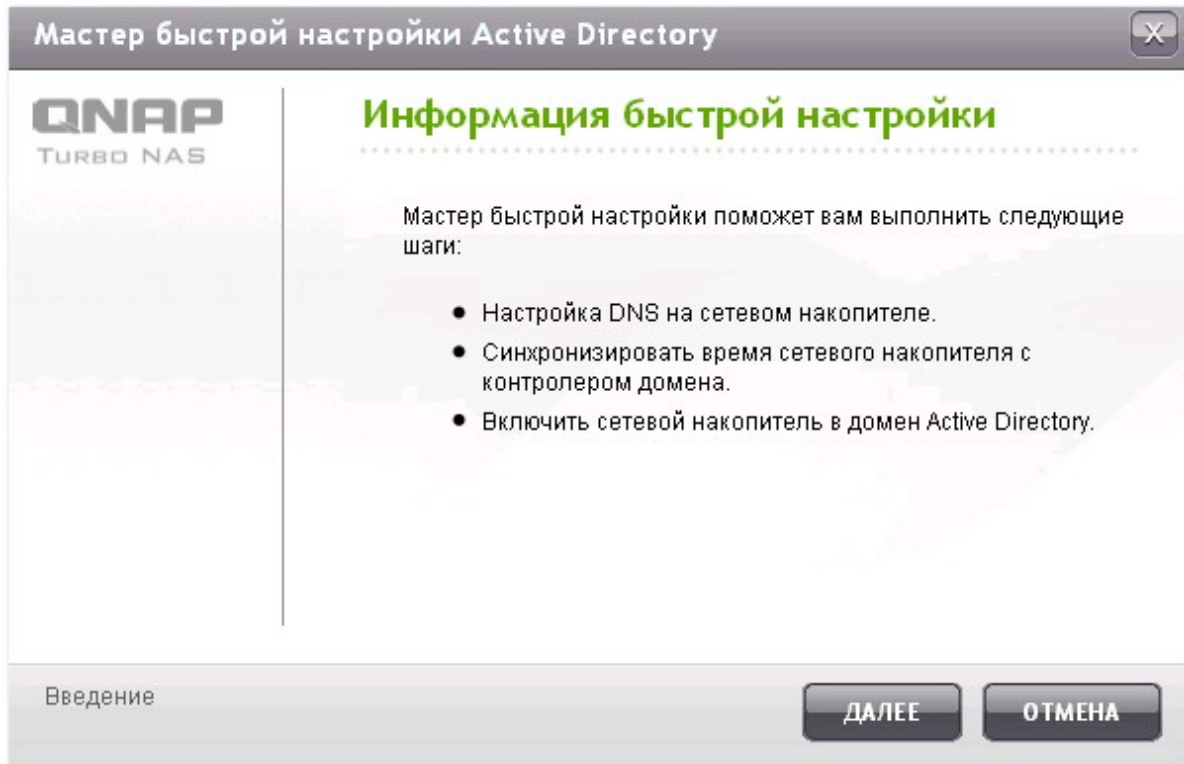 Мастер быстрой настройки Active Directory
X
QNAP
TURBO NAS
Информация быстрой настройки
Мастер быстрой настройки поможет вам выполнить следующие
шаги:
● Настройка DNS на сетевом накопителе.
● Синхронизировать время сетевого накопителя с
контролером домена.
● Включить сетевой накопитель в домен Active Directory.
Введение
ДАЛЕЕ
ОТМЕНА